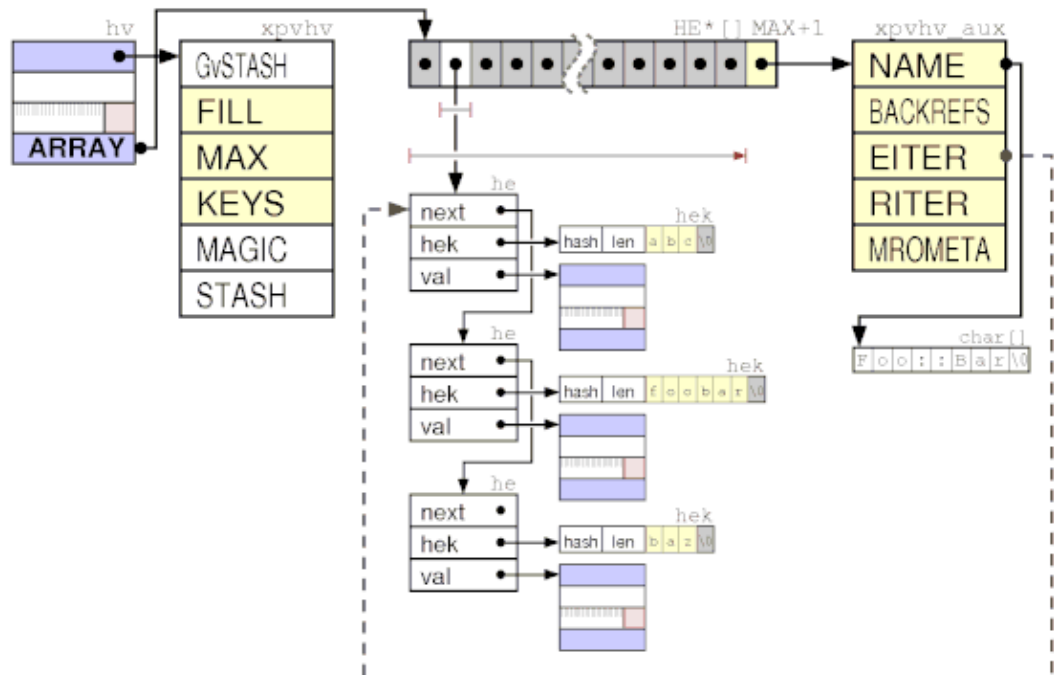 hv
xpvhv
HE*[] MAX+1
xpvhv_aux
GvSTASH
FILL
MAX
KEYS
MAGIC
STASH
ARRAY
NAME
BACKREFS
EITER
RITER
MROMETA
he
next
hek
val
hek
hash len a b c \0
he
next
hek
val
hek
hash len f o o b a r \0
he
next
hek
val
hek
hash len b a z \0
char[]
F o o : : B a r \0